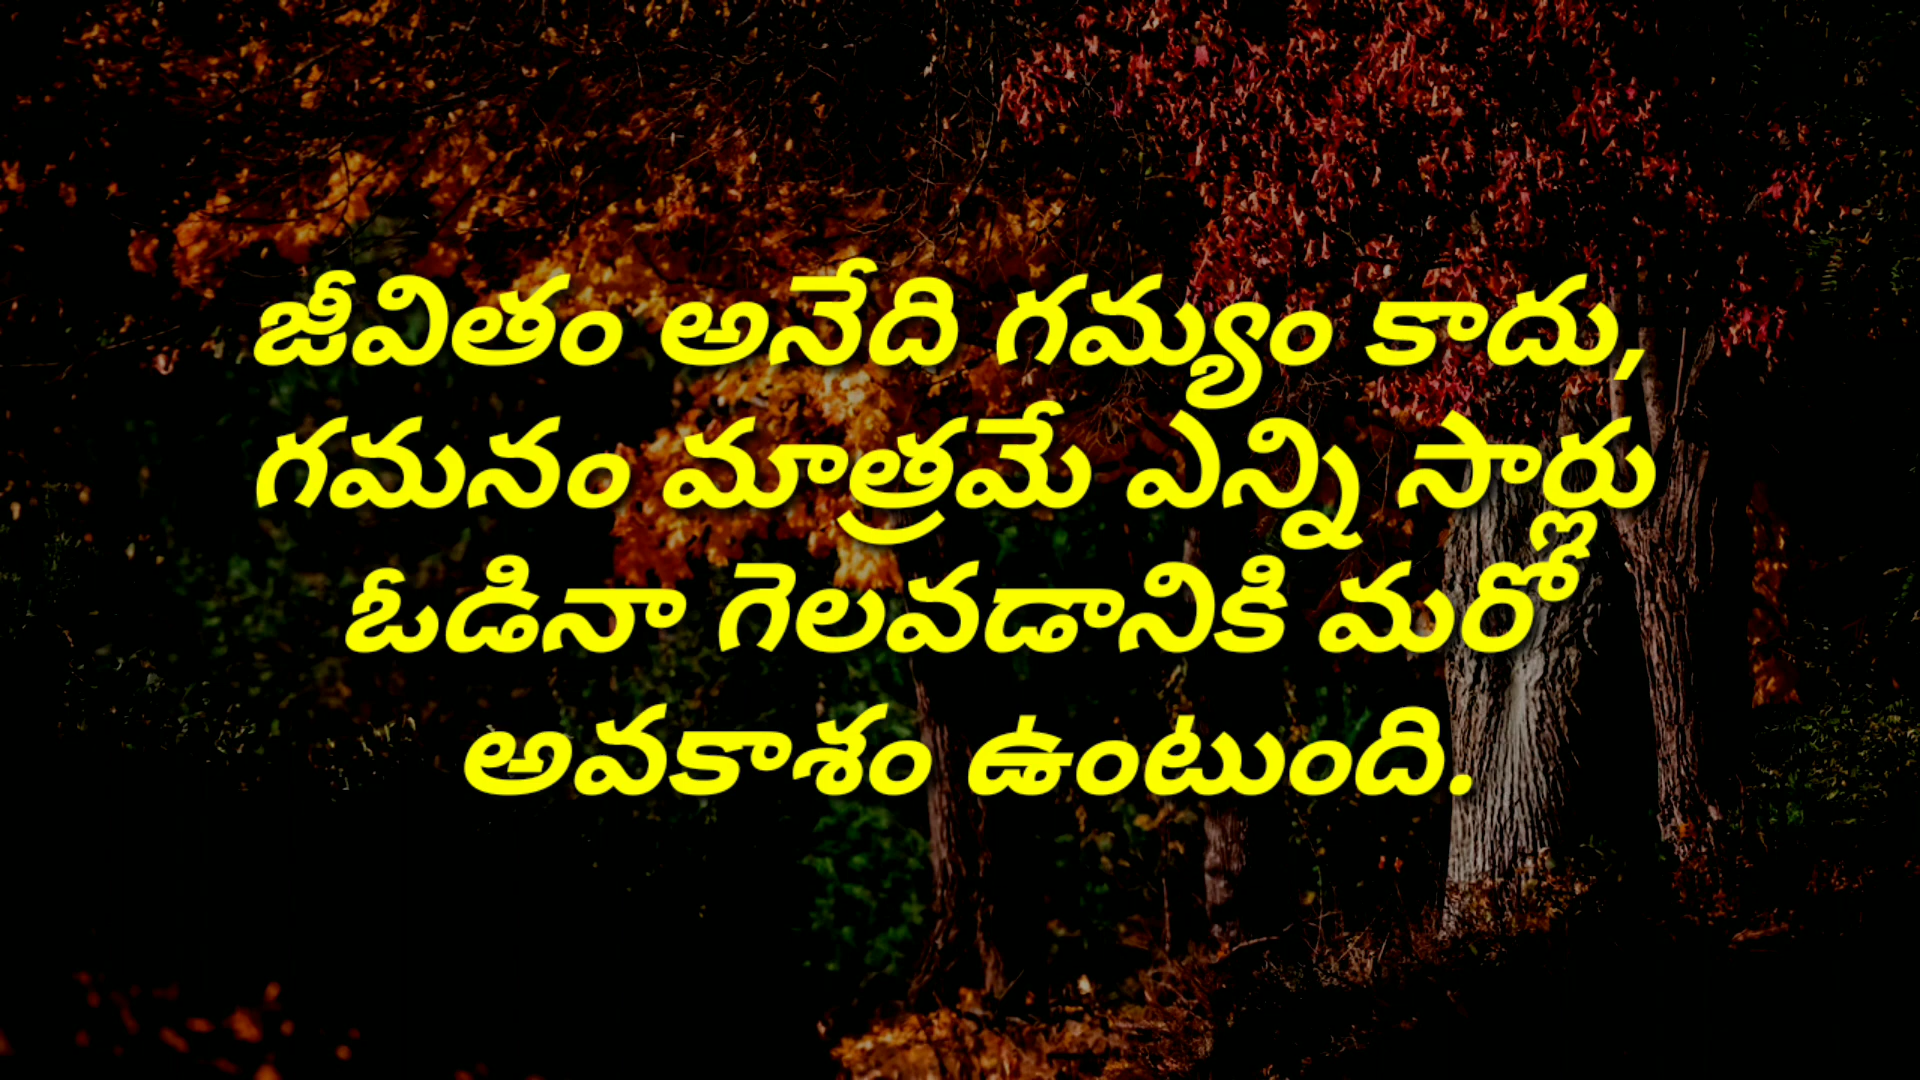 జీవితం అనేది గమ్యం కాదు,
గమనం మాత్రమే ఎన్ని సార్లు
ఓడినా గెలవడానికి మరో
అవకాశం ఉంటుంది.